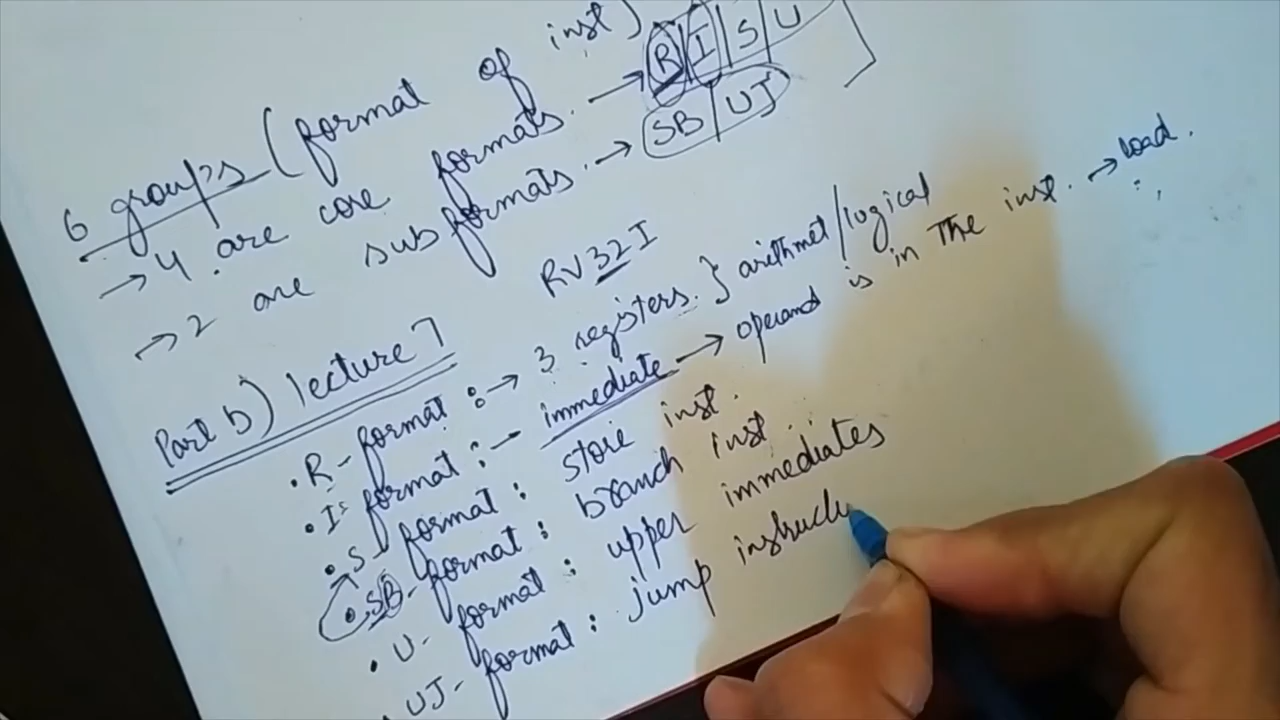 6 groups (format of inst)
→ 4 are core formats. → R | I | S | U
→ 2 are sub formats. → SB | UJ
RV32I
Part b) lecture 7
• R - format : → 3 registers. } arithmet/logical
• I - format : - immediate → operand is in The inst. → load.
• S - format : store inst.
• SB - format : branch inst.
• U - format : upper immediates
• UJ - format : jump instructi